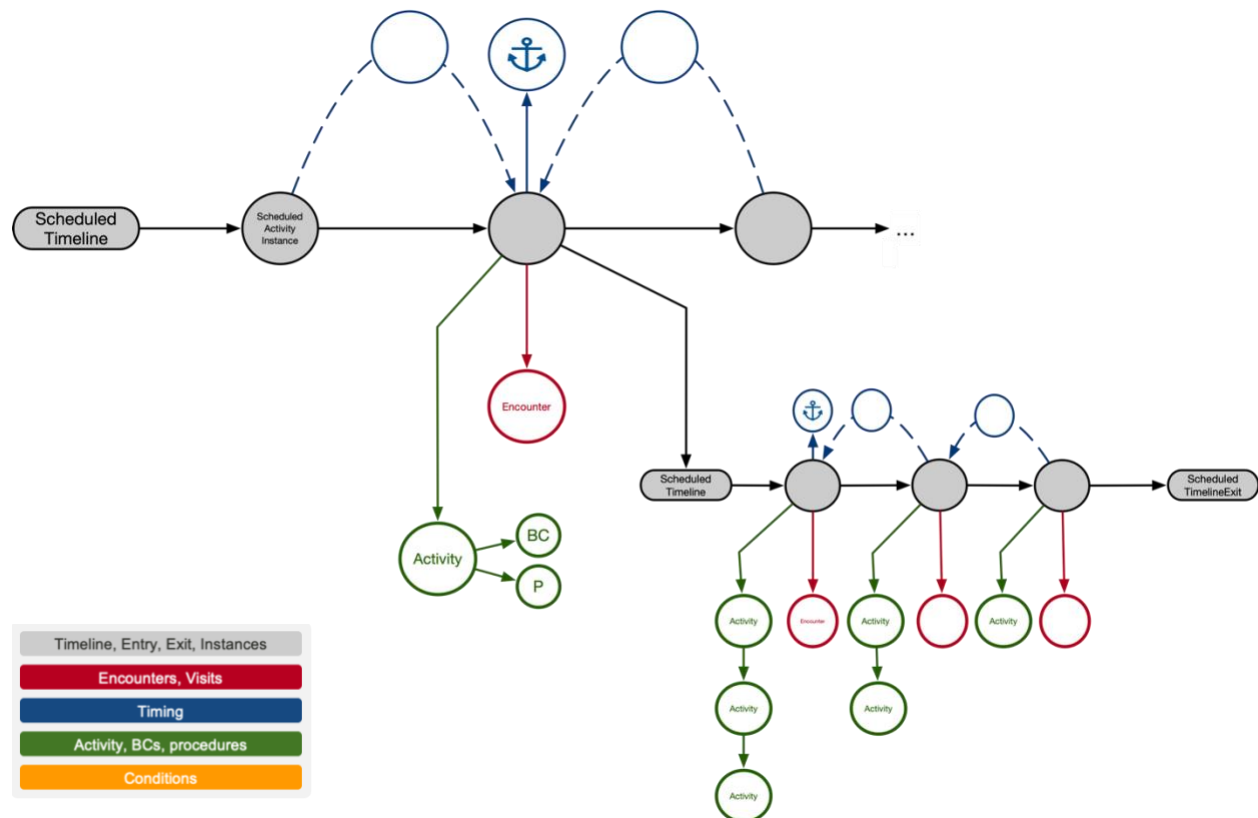 Scheduled
Timeline
Scheduled
Activity
Instance
...
Encounter
Scheduled
Timeline
Scheduled
TimelineExit
Activity
BC
P
Activity
Encounter
Activity
Activity
Activity
Activity
Activity
Timeline, Entry, Exit, Instances
Encounters, Visits
Timing
Activity, BCs, procedures
Conditions